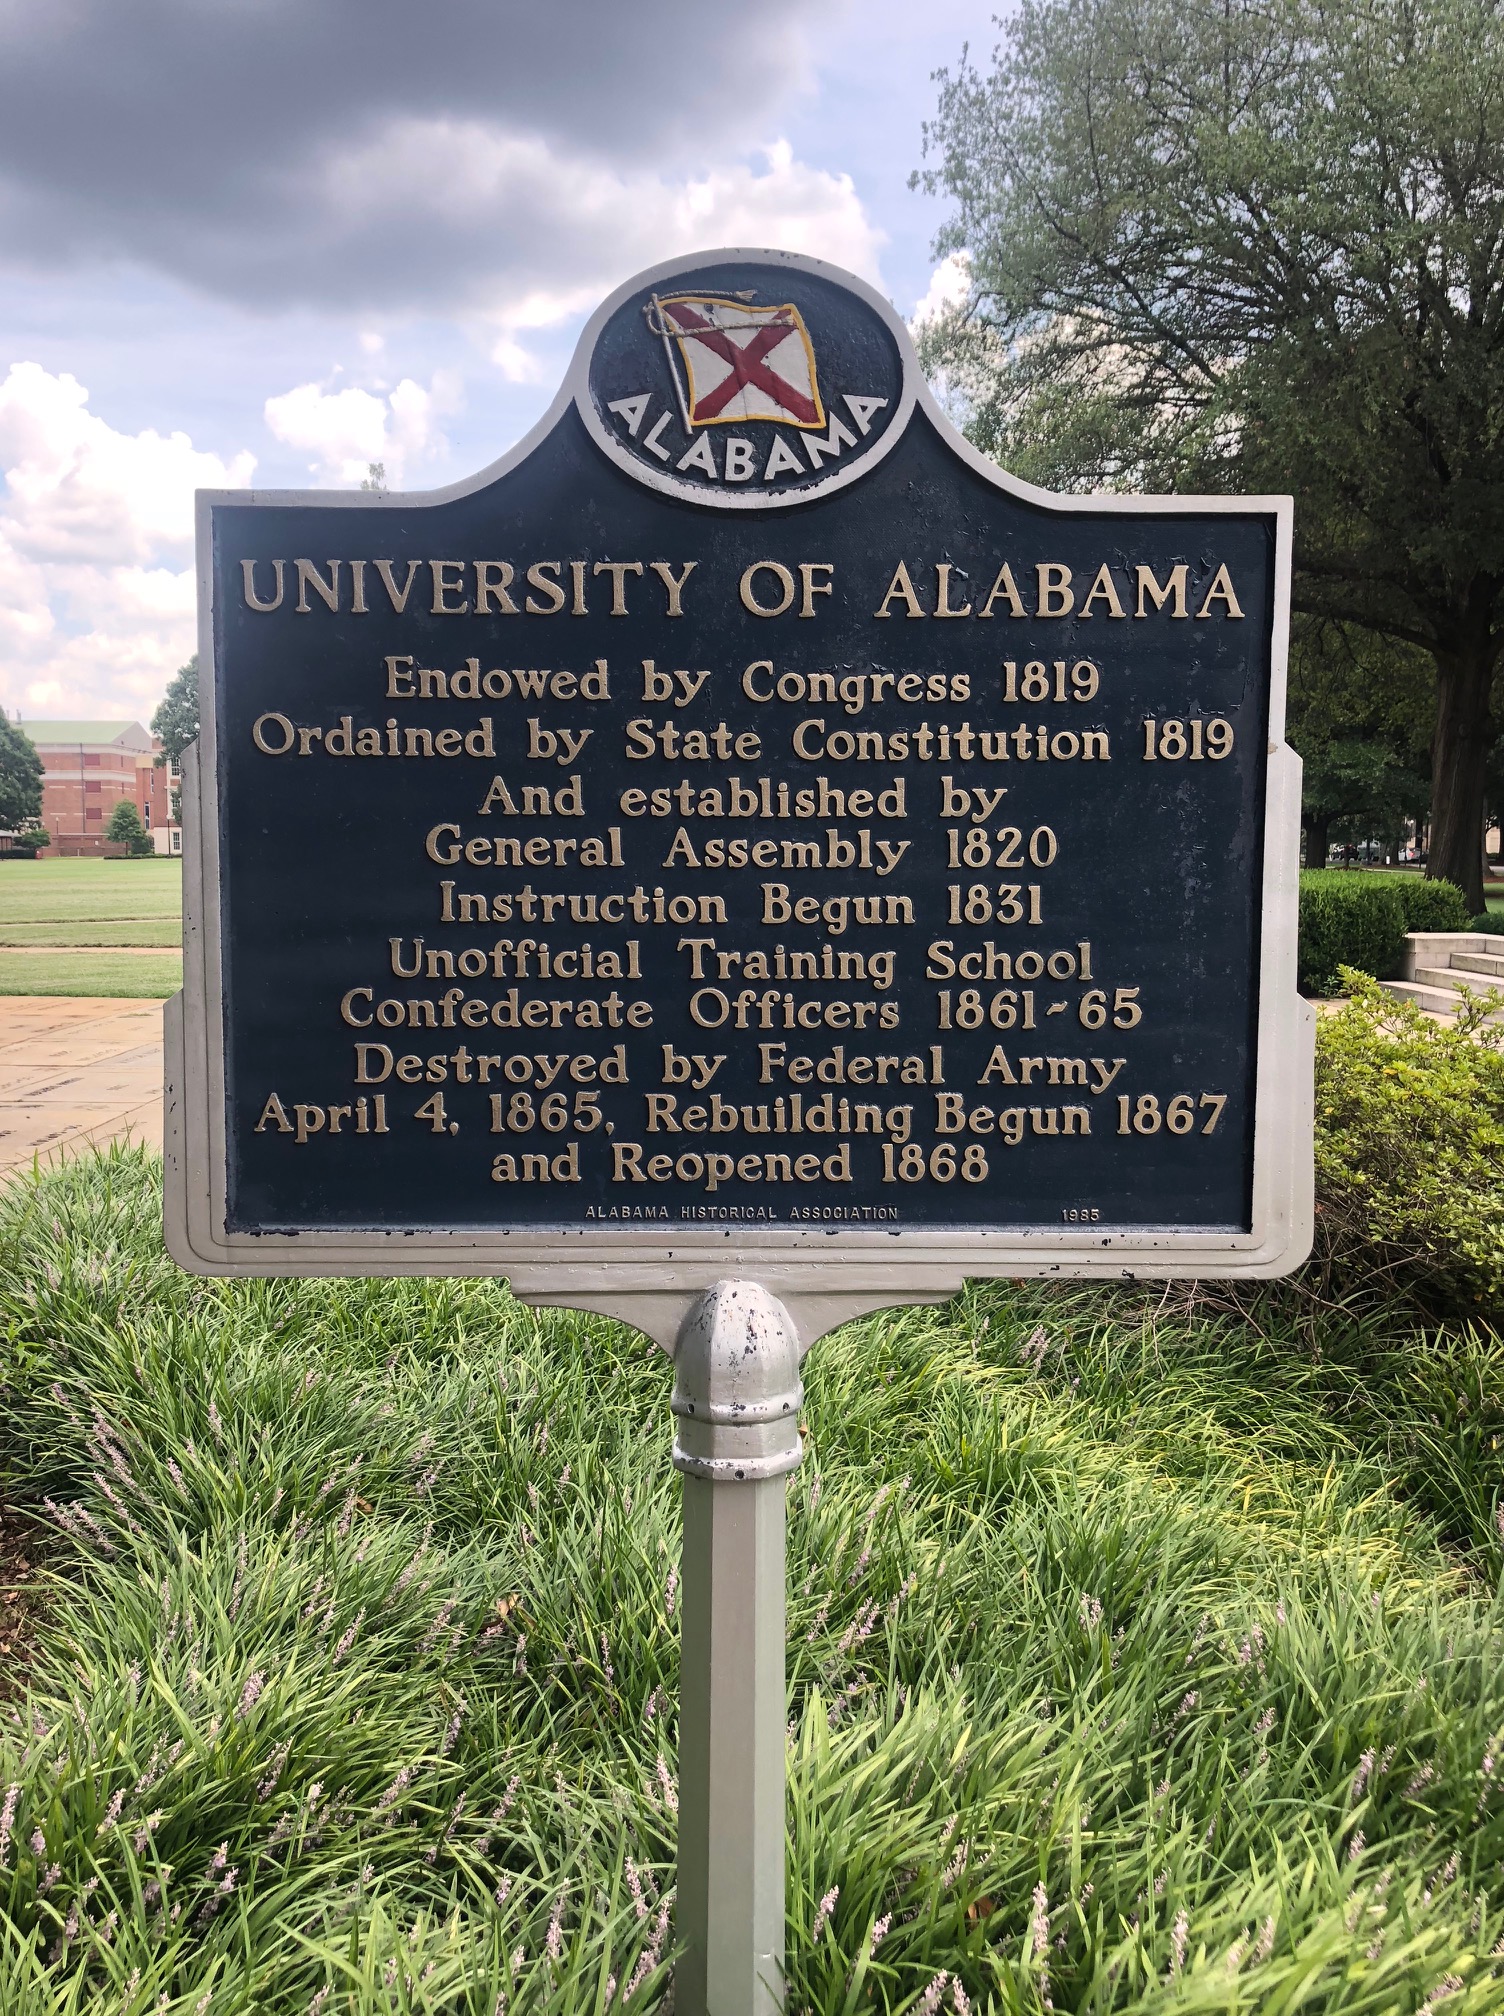 ALABAMA
UNIVERSITY OF ALABAMA
Endowed by Congress 1819
Ordained by State Constitution 1819
And established by
General Assembly 1820
Instruction Begun 1831
Unofficial Training School
Confederate Officers 1861-65
Destroyed by Federal Army
April 4, 1865, Rebuilding Begun 1867
and Reopened 1868
ALABAMA HISTORICAL ASSOCIATION 1985